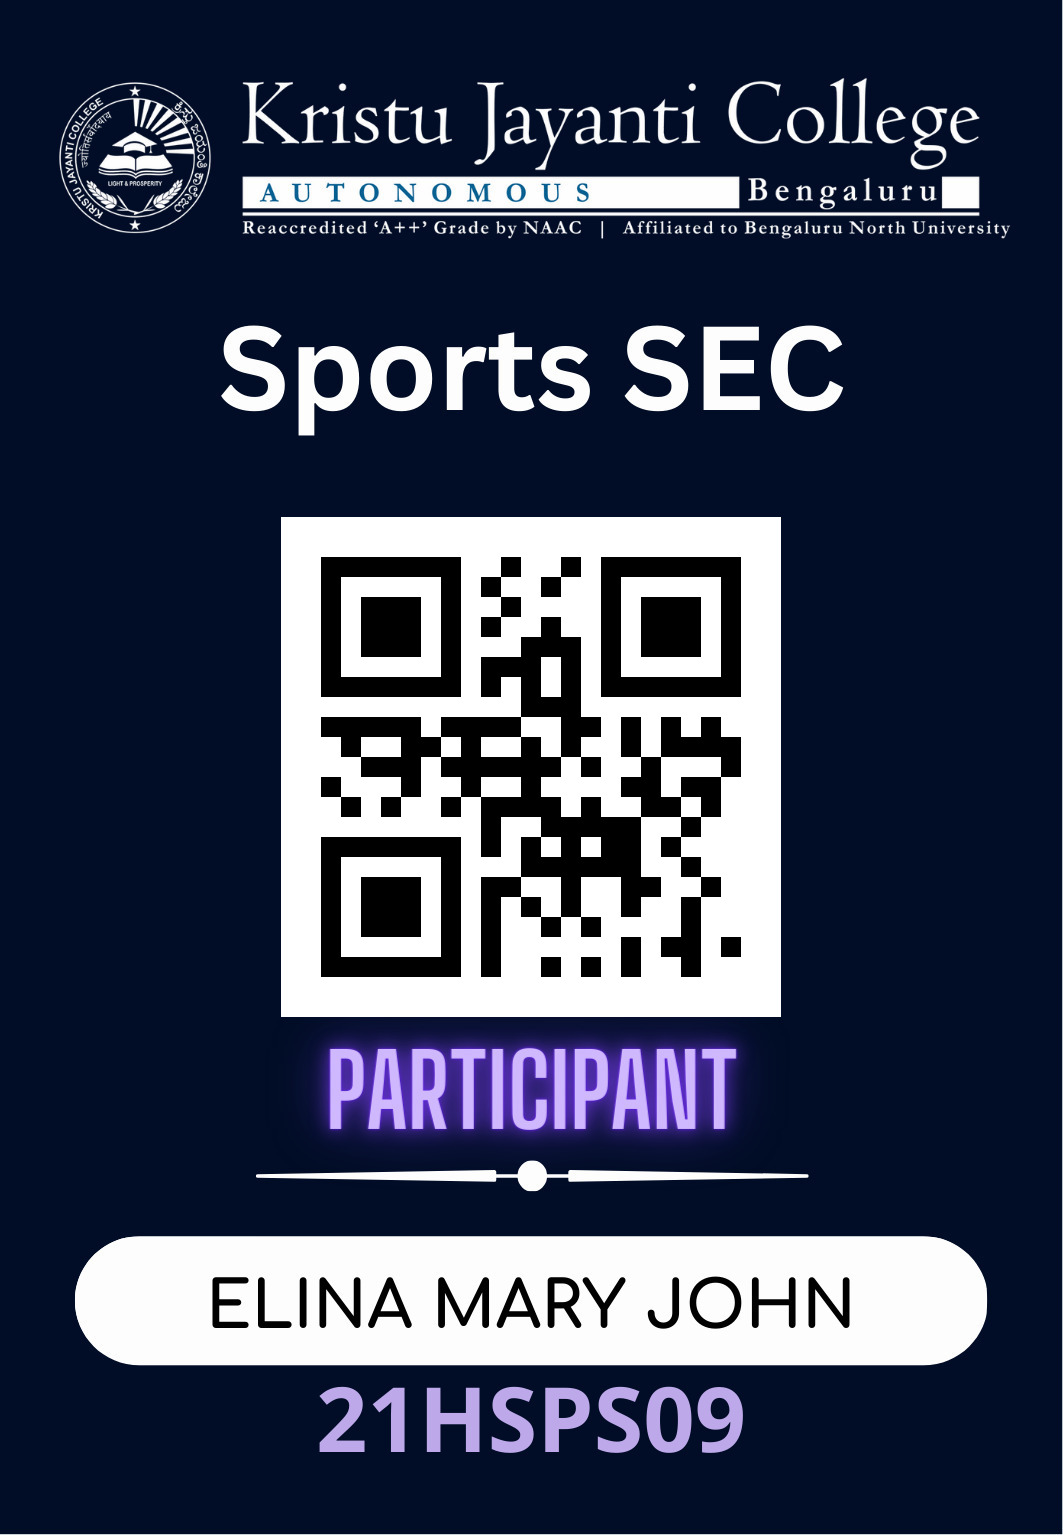 Kristu Jayanti College
AUTONOMOUS Bengaluru
Reaccredited ‘A++’ Grade by NAAC | Affiliated to Bengaluru North University
KRISTU JAYANTI COLLEGE
LIGHT & PROSPERITY
Sports SEC
PARTICIPANT
ELINA MARY JOHN
21HSPS09